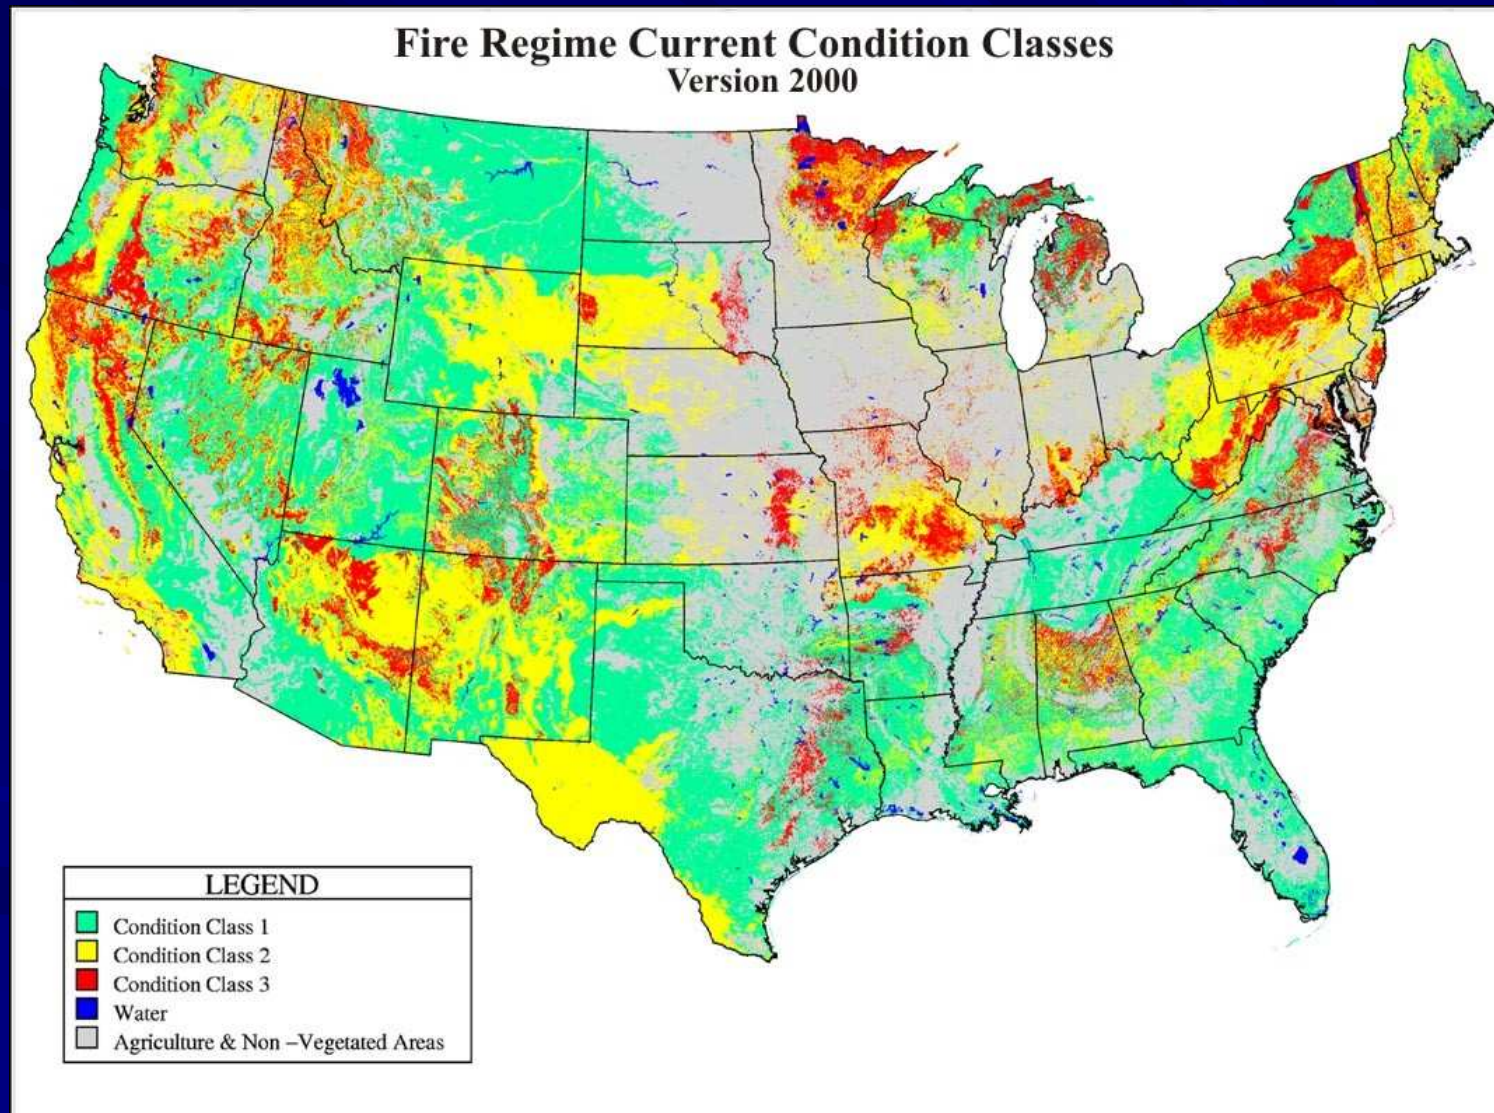 Fire Regime Current Condition Classes
Version 2000
LEGEND
Condition Class 1
Condition Class 2
Condition Class 3
Water
Agriculture & Non –Vegetated Areas